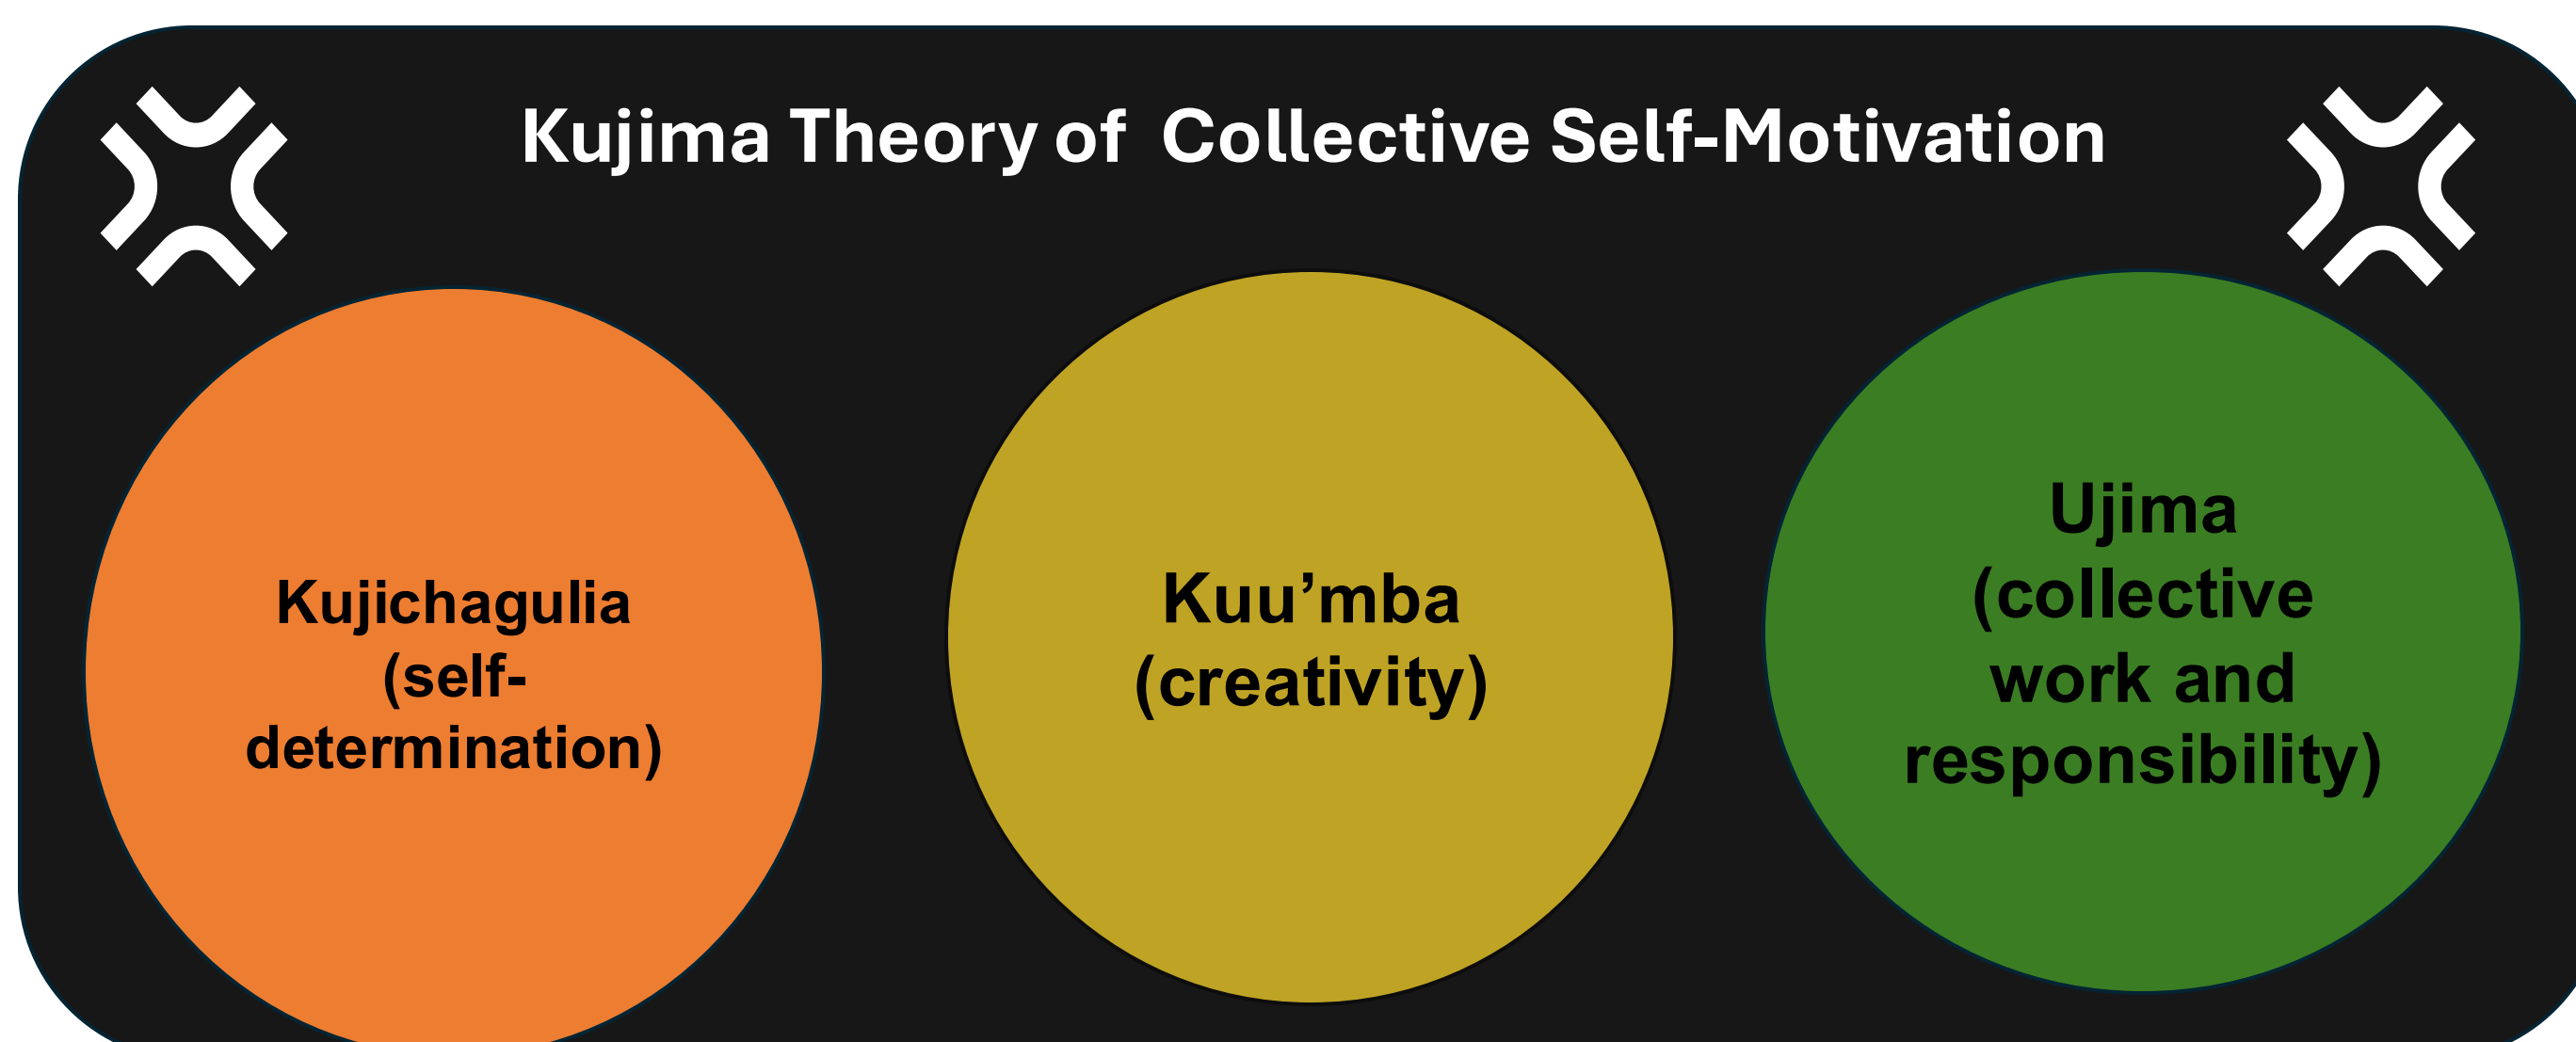 Kujima Theory of  Collective Self-Motivation
Kujichagulia
(self-
determination)
Kuu’mba
(creativity)
Ujima
(collective
work and
responsibility)